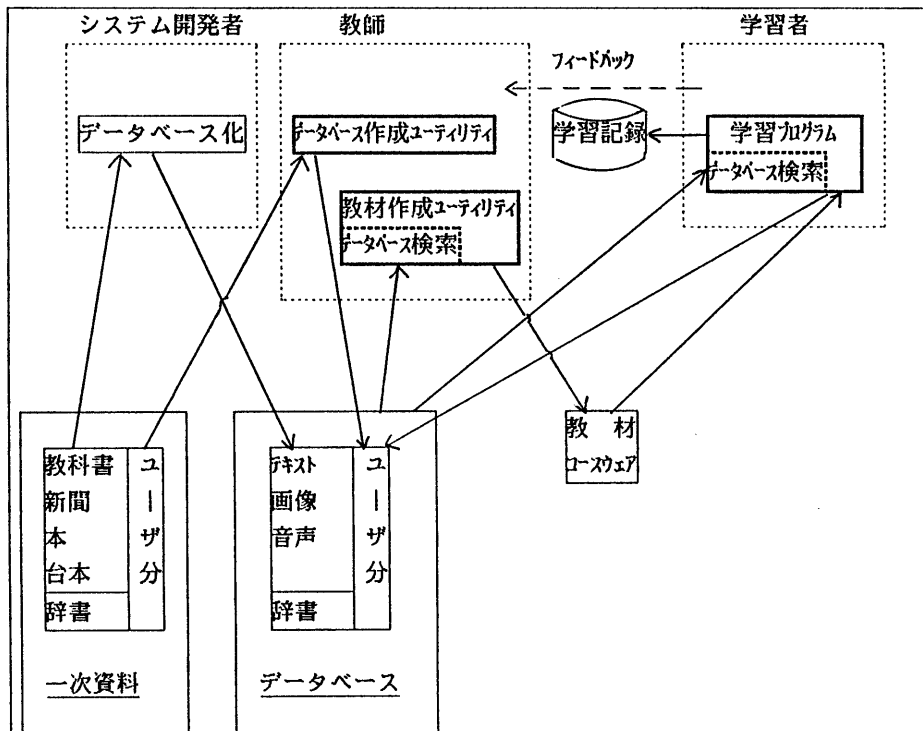 システム開発者
教師
学習者
フィードバック
データベース化
データベース作成ユーティリティ
学習記録
学習プログラム
データベース検索
教材作成ユーティリティ
データベース検索
教材
コースウェア
教科書
新聞
本
台本
辞書
ユーザ分
一次資料
テキスト
画像
音声
辞書
ユーザ分
データベース